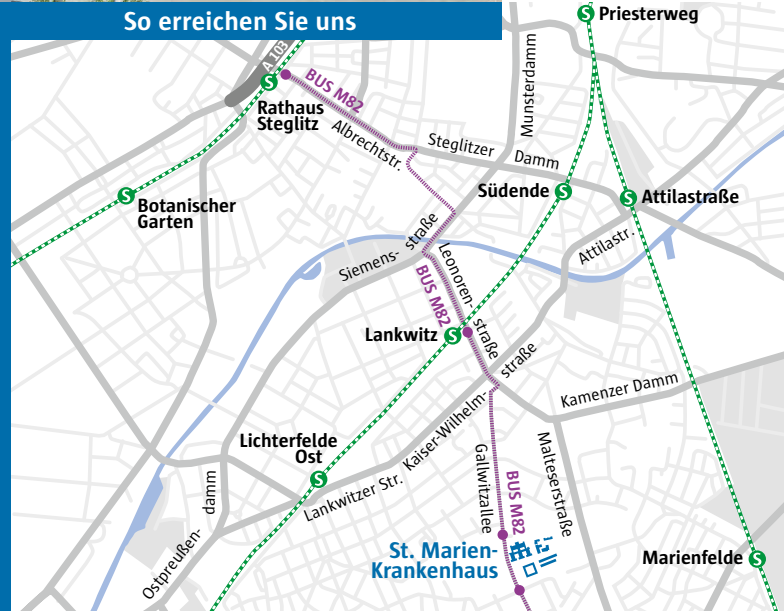 So erreichen Sie uns
Priesterweg
A 103
BUS M82
Rathaus
Steglitz
Albrechtstr.
Steglitzer Damm
Munsterdamm
Botanischer
Garten
Südende
Attilastraße
Attilastr.
Siemens- straße
Leonoren- straße
BUS M82
Lankwitz
Kaiser-Wilhelm- straße
Kamenzer Damm
Lichterfelde
Ost
Lankwitzer Str.
Ostpreußen- damm
Gallwitzallee
BUS M82
Malteserstraße
St. Marien-
Krankenhaus
Marienfelde
S
S
S
S
S
S
S
S